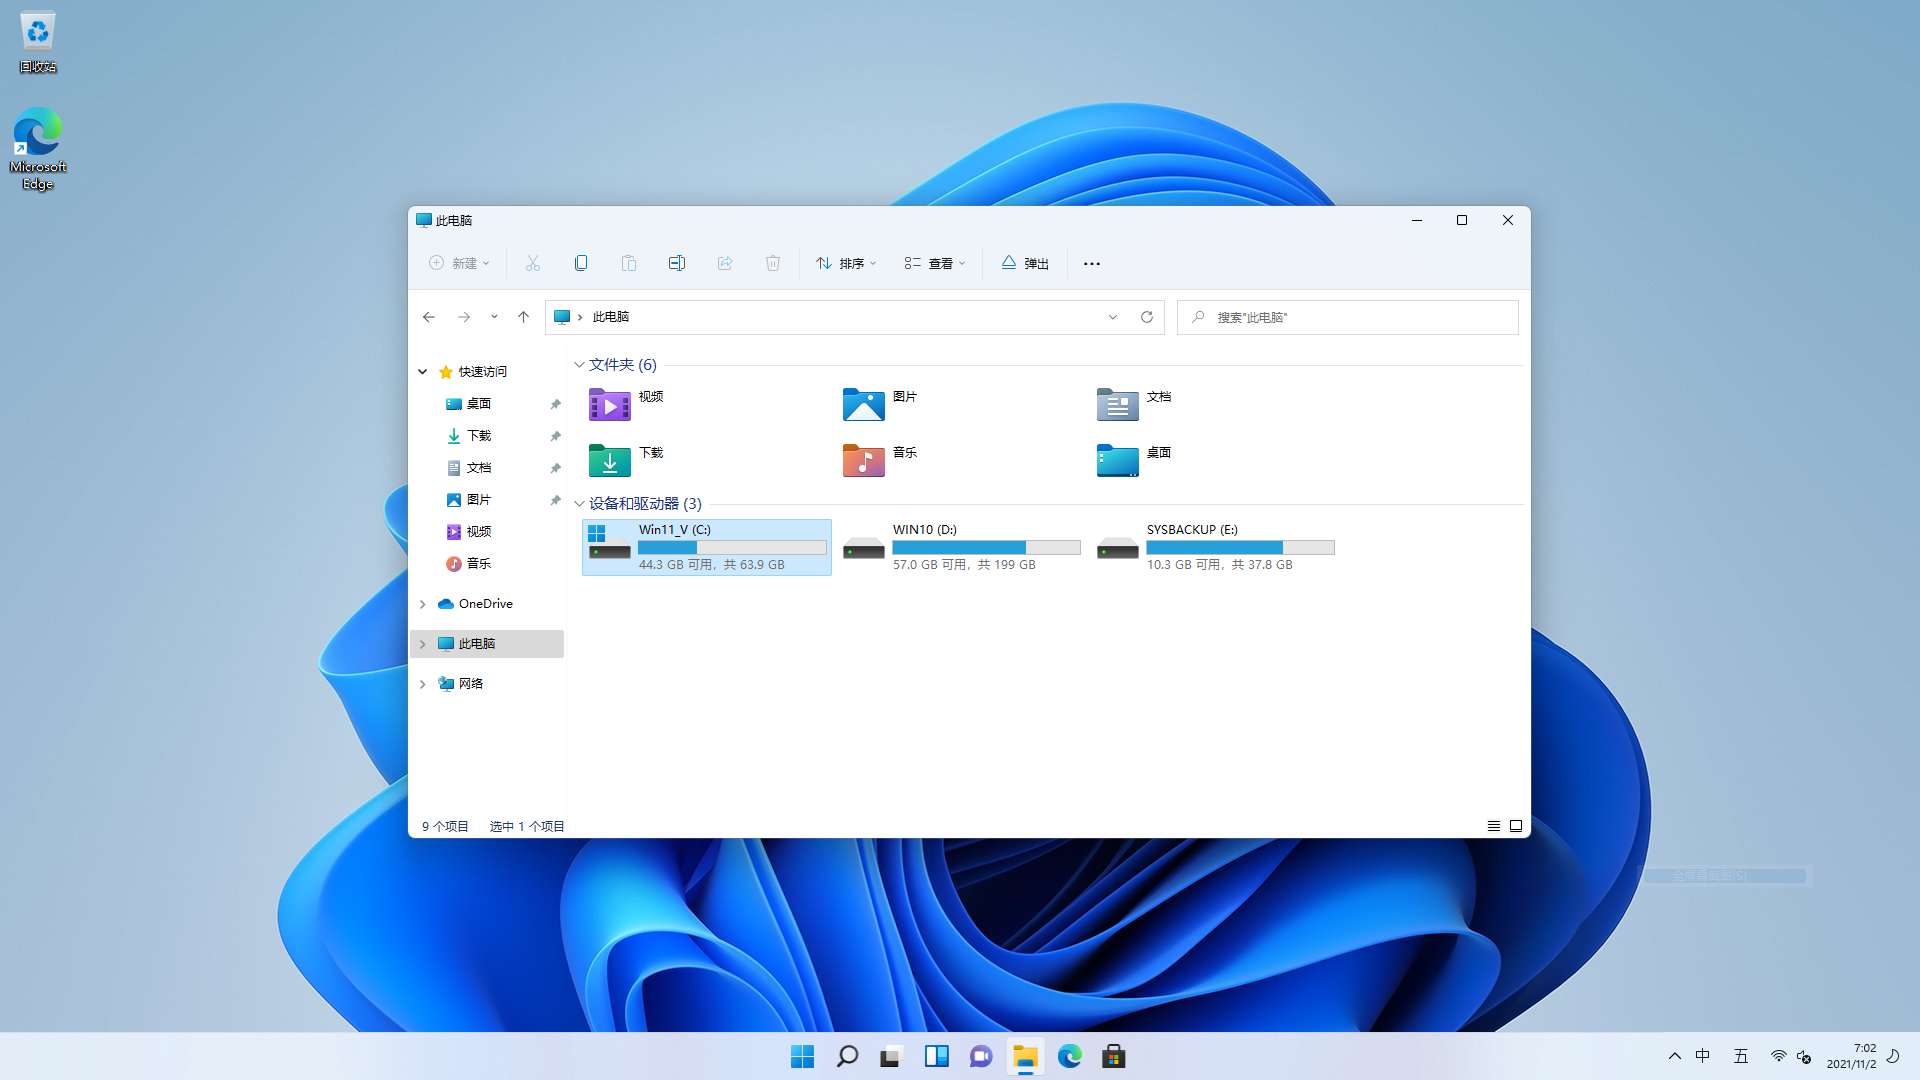 回收站
Microsoft
Edge
此电脑
新建
排序
查看
弹出
此电脑
搜索"此电脑"
快速访问
桌面
下载
文档
图片
视频
音乐
OneDrive
此电脑
网络
文件夹 (6)
视频
图片
文档
下载
音乐
桌面
设备和驱动器 (3)
Win11_V (C:)
44.3 GB 可用，共 63.9 GB
WIN10 (D:)
57.0 GB 可用，共 199 GB
SYSBACKUP (E:)
10.3 GB 可用，共 37.8 GB
9 个项目
选中 1 个项目
全屏幕截图(S)
中
五
7:02
2021/11/2